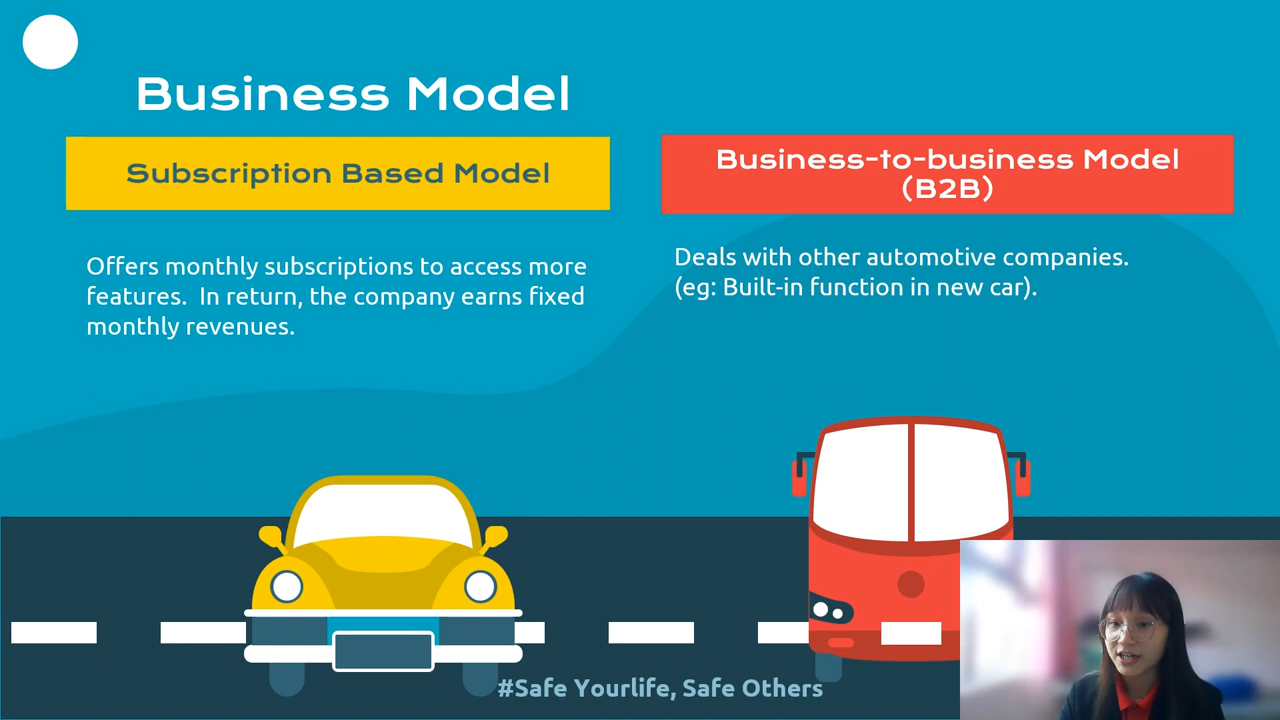 Business Model
Subscription Based Model
Offers monthly subscriptions to access more
features.  In return, the company earns fixed
monthly revenues.
Business-to-business Model
(B2B)
Deals with other automotive companies.
(eg: Built-in function in new car).
#Safe Yourlife, Safe Others